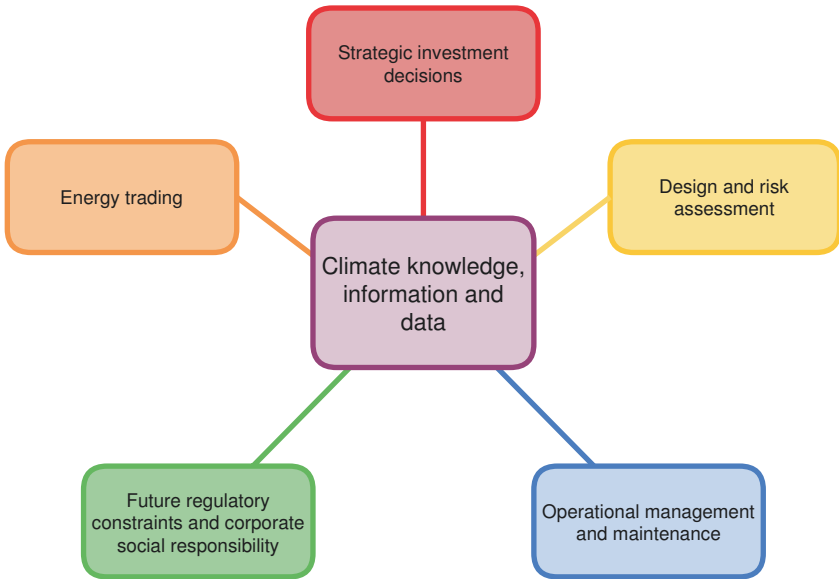 Strategic investment
decisions
Energy trading
Design and risk
assessment
Climate knowledge,
information and
data
Future regulatory
constraints and corporate
social responsibility
Operational management
and maintenance